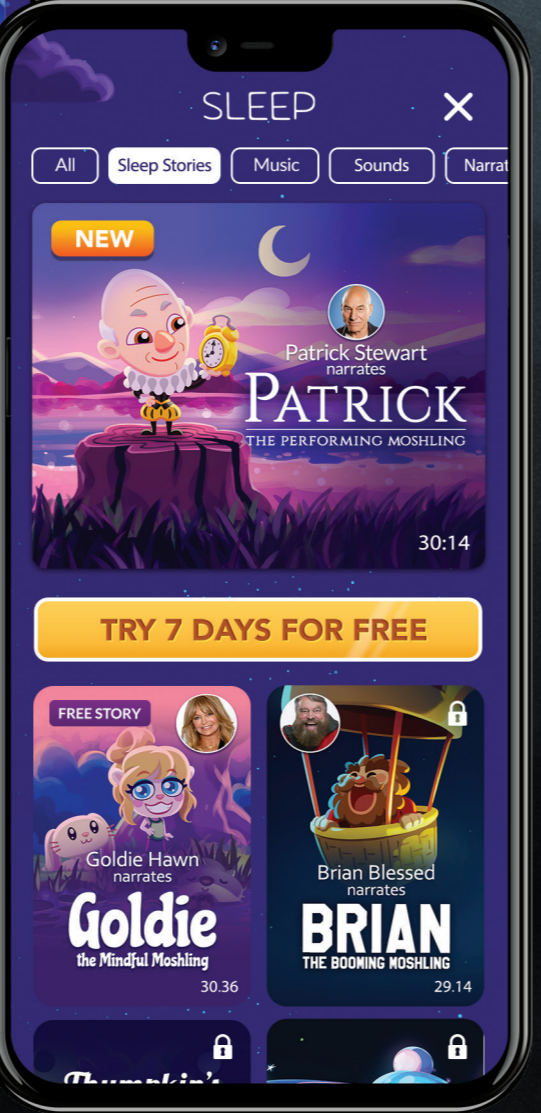 SLEEP
All
Sleep Stories
Music
Sounds
Narrat
NEW
Patrick Stewart
narrates
PATRICK
THE PERFORMING MOSHLING
30:14
TRY 7 DAYS FOR FREE
FREE STORY
Goldie Hawn
narrates
Goldie
the Mindful Moshling
30.36
Brian Blessed
narrates
BRIAN
THE BOOMING MOSHLING
29.14
Thumpkin's